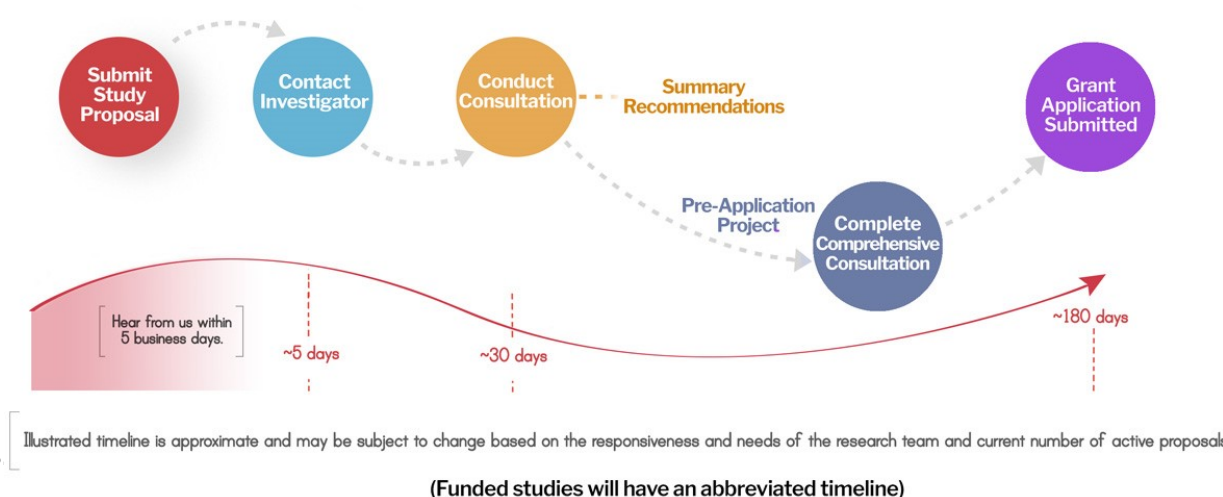 Submit
Study
Proposal
Contact
Investigator
Conduct
Consultation
Summary
Recommendations
Grant
Application
Submitted
Pre-Application
Project
Complete
Comprehensive
Consultation
Hear from us within
5 business days.
~5 days
~30 days
~180 days
Illustrated timeline is approximate and may be subject to change based on the responsiveness and needs of the research team and current number of active proposals
(Funded studies will have an abbreviated timeline)